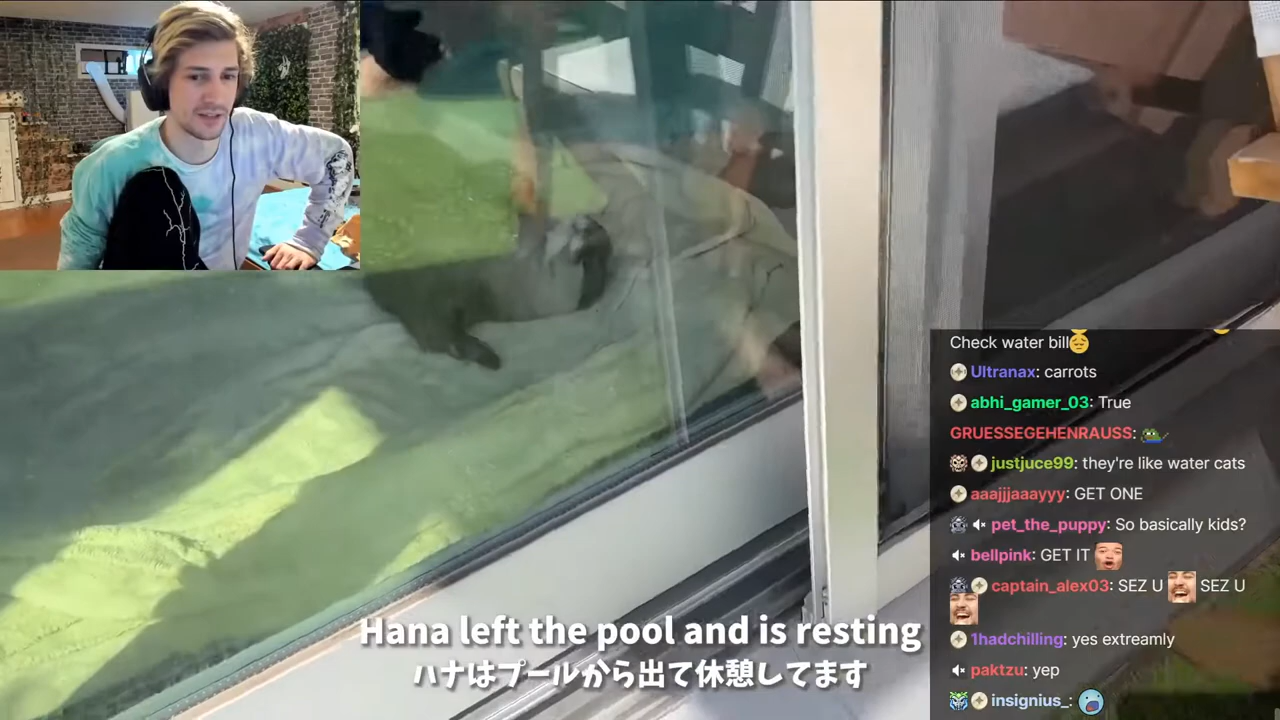 Check water bill
Ultranax: carrots
abhi_gamer_03: True
GRUESSEGEHENRAUSS:
justjuce99: they're like water cats
aaajjjaaayyy: GET ONE
pet_the_puppy: So basically kids?
bellpink: GET IT
captain_alex03: SEZ U SEZ U
1hadchilling: yes extreamly
paktzu: yep
insignius_:
Hana left the pool and is resting
ハナはプールから出て休憩してます